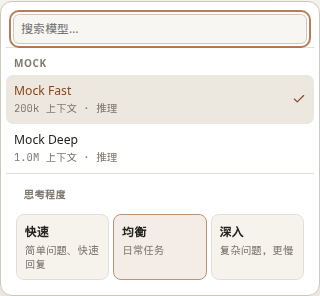 搜索模型...
MOCK
Mock Fast
200k 上下文 · 推理
Mock Deep
1.0M 上下文 · 推理
思考程度
快速
简单问题、快速
回复
均衡
日常任务
深入
复杂问题，更慢